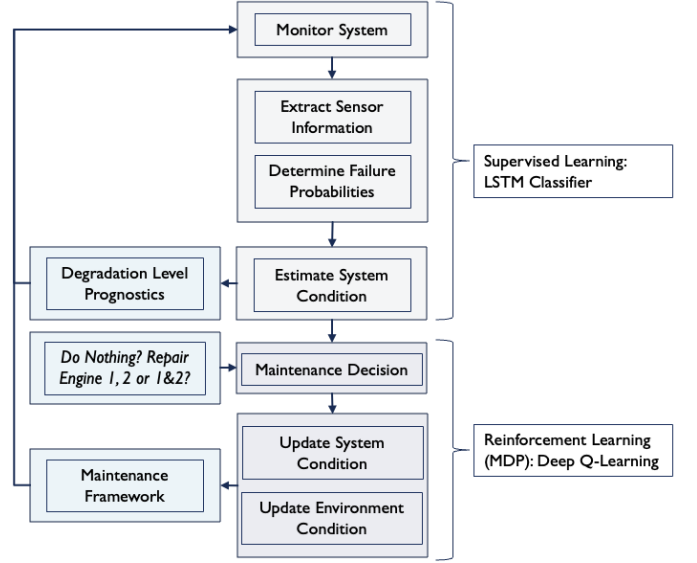 Monitor System
Extract Sensor
Information
Determine Failure
Probabilities
Supervised Learning:
LSTM Classifier
Degradation Level
Prognostics
Estimate System
Condition
Do Nothing? Repair
Engine 1, 2 or 1&2?
Maintenance Decision
Update System
Condition
Reinforcement Learning
(MDP): Deep Q-Learning
Maintenance
Framework
Update Environment
Condition